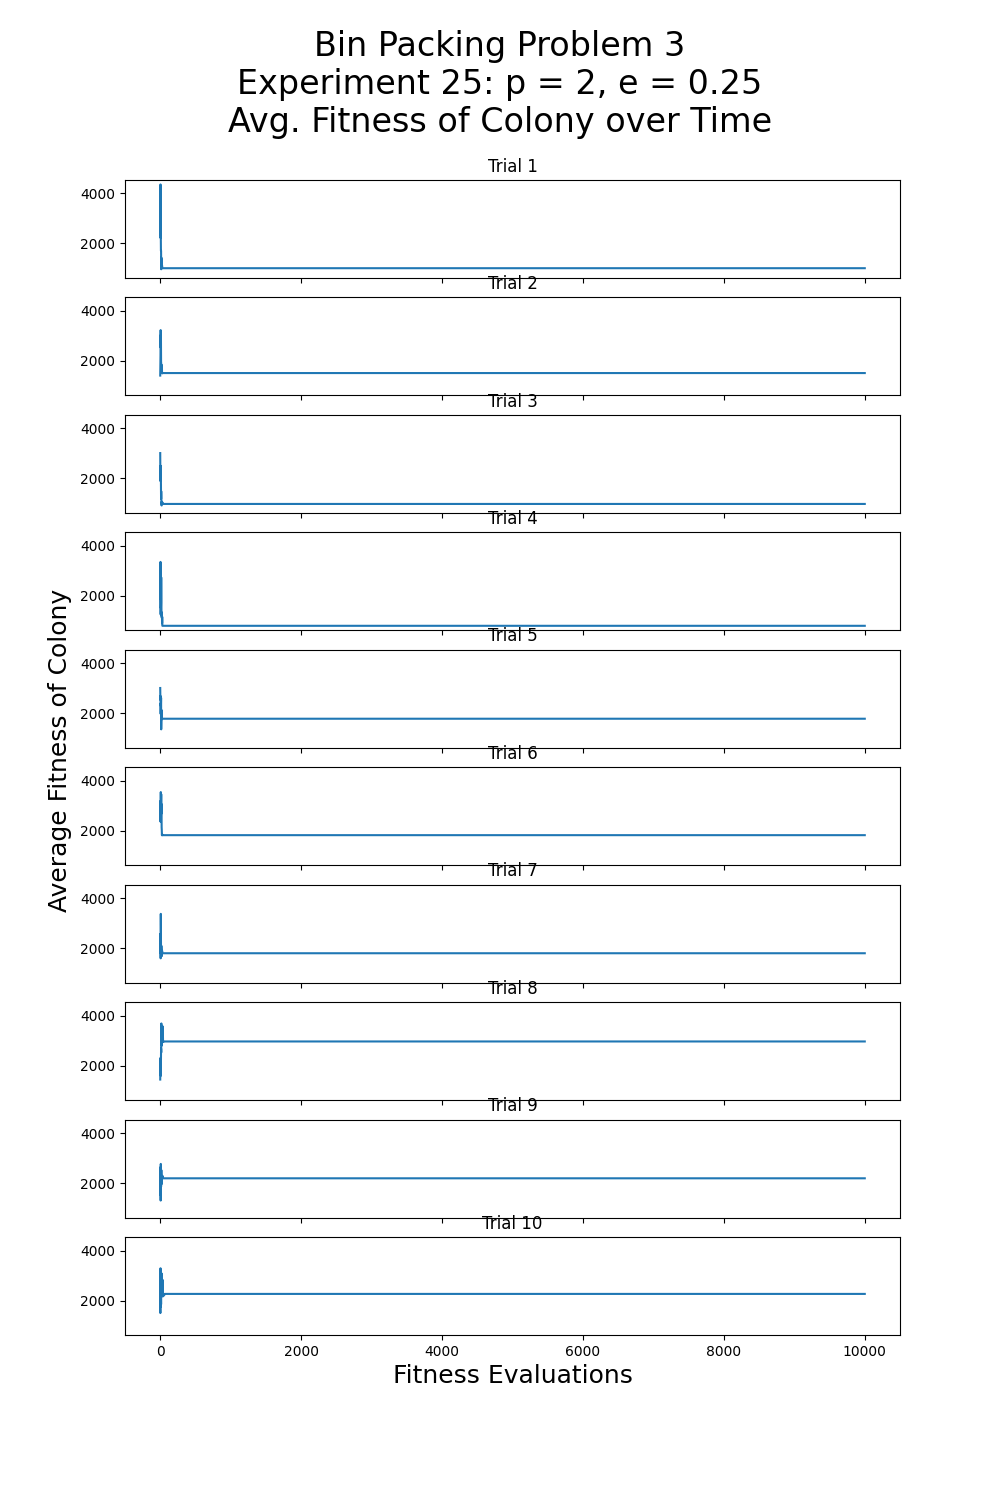 Bin Packing Problem 3
Experiment 25: p = 2, e = 0.25
Avg. Fitness of Colony over Time
Trial 1
4000
2000
Trial 2
4000
2000
Trial 3
4000
2000
Trial 4
4000
2000
Trial 5
4000
2000
Trial 6
4000
2000
Trial 7
4000
2000
Trial 8
4000
2000
Trial 9
4000
2000
Trial 10
4000
2000
0 2000 4000 6000 8000 10000
Fitness Evaluations
Average Fitness of Colony